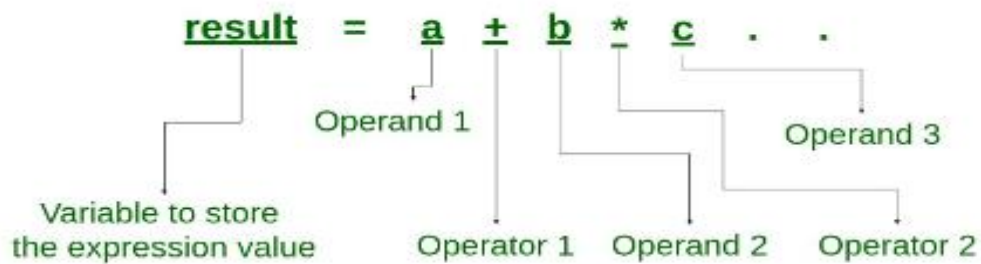 result = a + b * c . .
Operand 1
Operand 3
Variable to store
the expression value
Operator 1 Operand 2 Operator 2